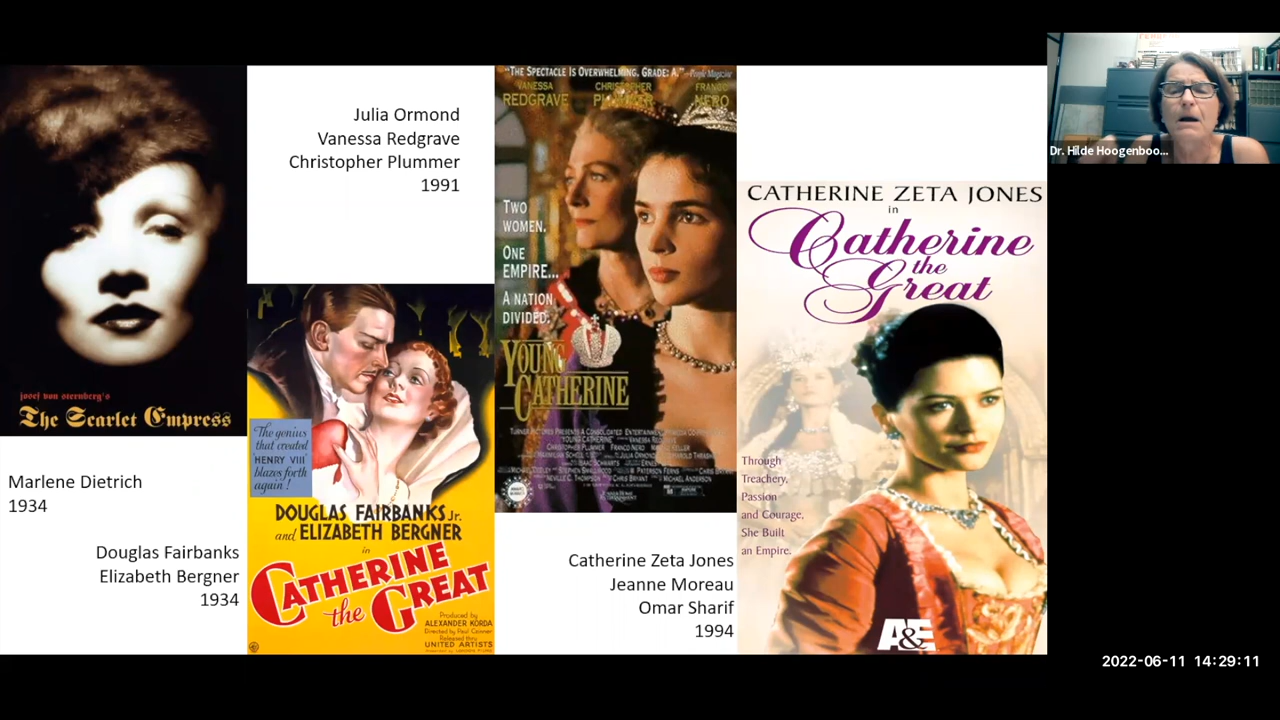 josef von sternberg's
The Scarlet Empress
Marlene Dietrich
1934
Julia Ormond
Vanessa Redgrave
Christopher Plummer
1991
The genius
that created
HENRY VIII
blazes forth
again!
DOUGLAS FAIRBANKS Jr.
and ELIZABETH BERGNER
in
CATHERINE
the GREAT
Produced by
ALEXANDER KORDA
Directed by Paul Czinner
Released thru
UNITED ARTISTS
Douglas Fairbanks
Elizabeth Bergner
1934
"THE SPECTACLE IS OVERWHELMING. GRADE: A." –People Magazine
VANESSA CHRISTOPHER FRANCO
REDGRAVE PLUMMER NERO
TWO
WOMEN.
ONE
EMPIRE...
A NATION
DIVIDED.
YOUNG
CATHERINE
Catherine Zeta Jones
Jeanne Moreau
Omar Sharif
1994
CATHERINE ZETA JONES
in
Catherine
the
Great
Through
Treachery,
Passion
and Courage,
She Built
an Empire.
A&E
Dr. Hilde Hoogenboo...
2022-06-11 14:29:11